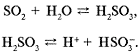 SO₂ + H₂O ⇌ H₂SO₃,
H₂SO₃ ⇌ H⁺ + HSO₃⁻.